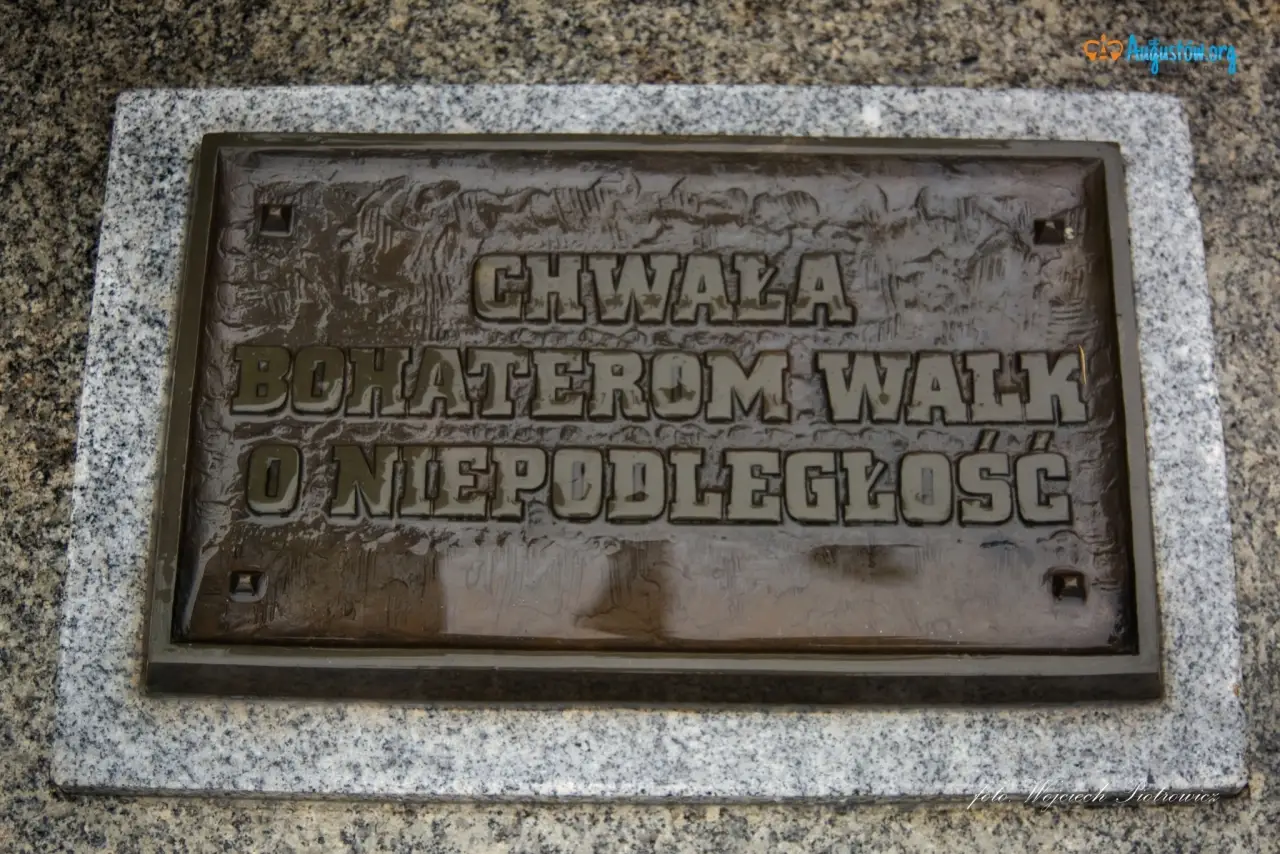 Augustow.org
CHWAŁA
BOHATEROM WALK
O NIEPODLEGŁOŚĆ
foto. Wojciech Piotrowicz